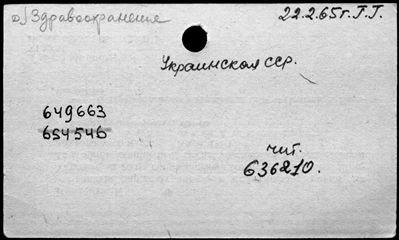 а) Здравоохранение
22.2.65г. Г.Г.
Украинская сср.
649663
654546
чит.
636210.